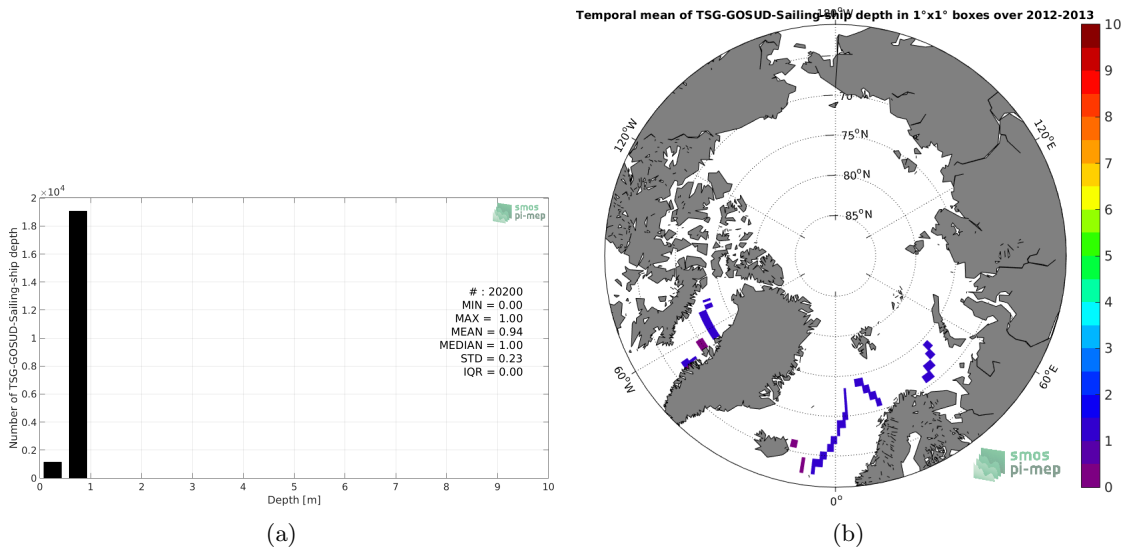 ×10⁴
2
1.8
1.6
1.4
1.2
1
0.8
0.6
0.4
0.2
0
Number of TSG-GOSUD-Sailing-ship depth
smos
pi-mep
# : 20200
MIN = 0.00
MAX = 1.00
MEAN = 0.94
MEDIAN = 1.00
STD = 0.23
IQR = 0.00
0 1 2 3 4 5 6 7 8 9 10
Depth [m]
(a)
Temporal mean of TSG-GOSUD-Sailing-ship depth in 1°x1° boxes over 2012-2013
180°W
120°W
120°E
70
75°N
80°N
85°N
60°W
60°E
0°
smos
pi-mep
10
9
8
7
6
5
4
3
2
1
0
(b)